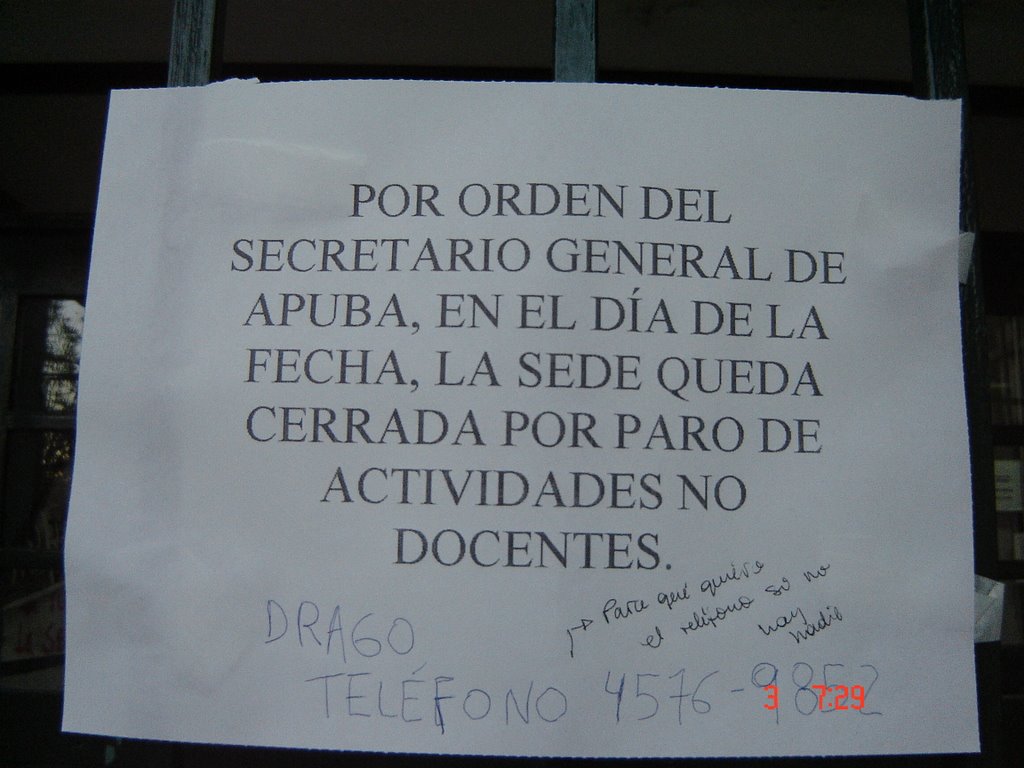 POR ORDEN DEL
SECRETARIO GENERAL DE
APUBA, EN EL DÍA DE LA
FECHA, LA SEDE QUEDA
CERRADA POR PARO DE
ACTIVIDADES NO
DOCENTES.
→ Para qué quiere
el teléfono si no
hay
nadie
DRAGO
TELÉFONO 4576-9852
3 7:29